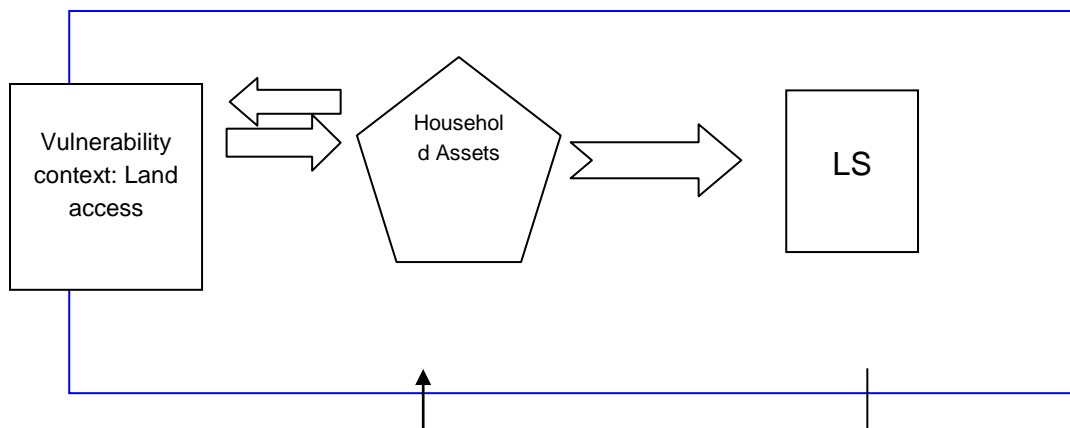 Vulnerability
context: Land
access
Househol
d Assets
LS